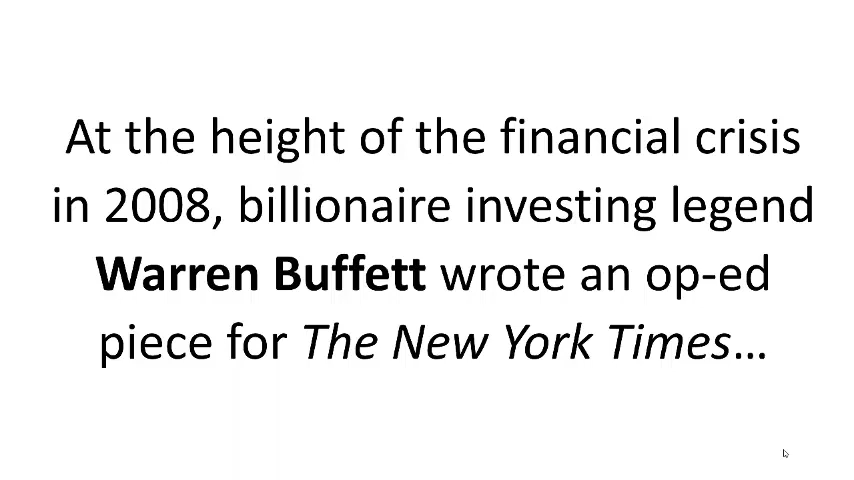 At the height of the financial crisis
in 2008, billionaire investing legend
Warren Buffett wrote an op-ed
piece for The New York Times…